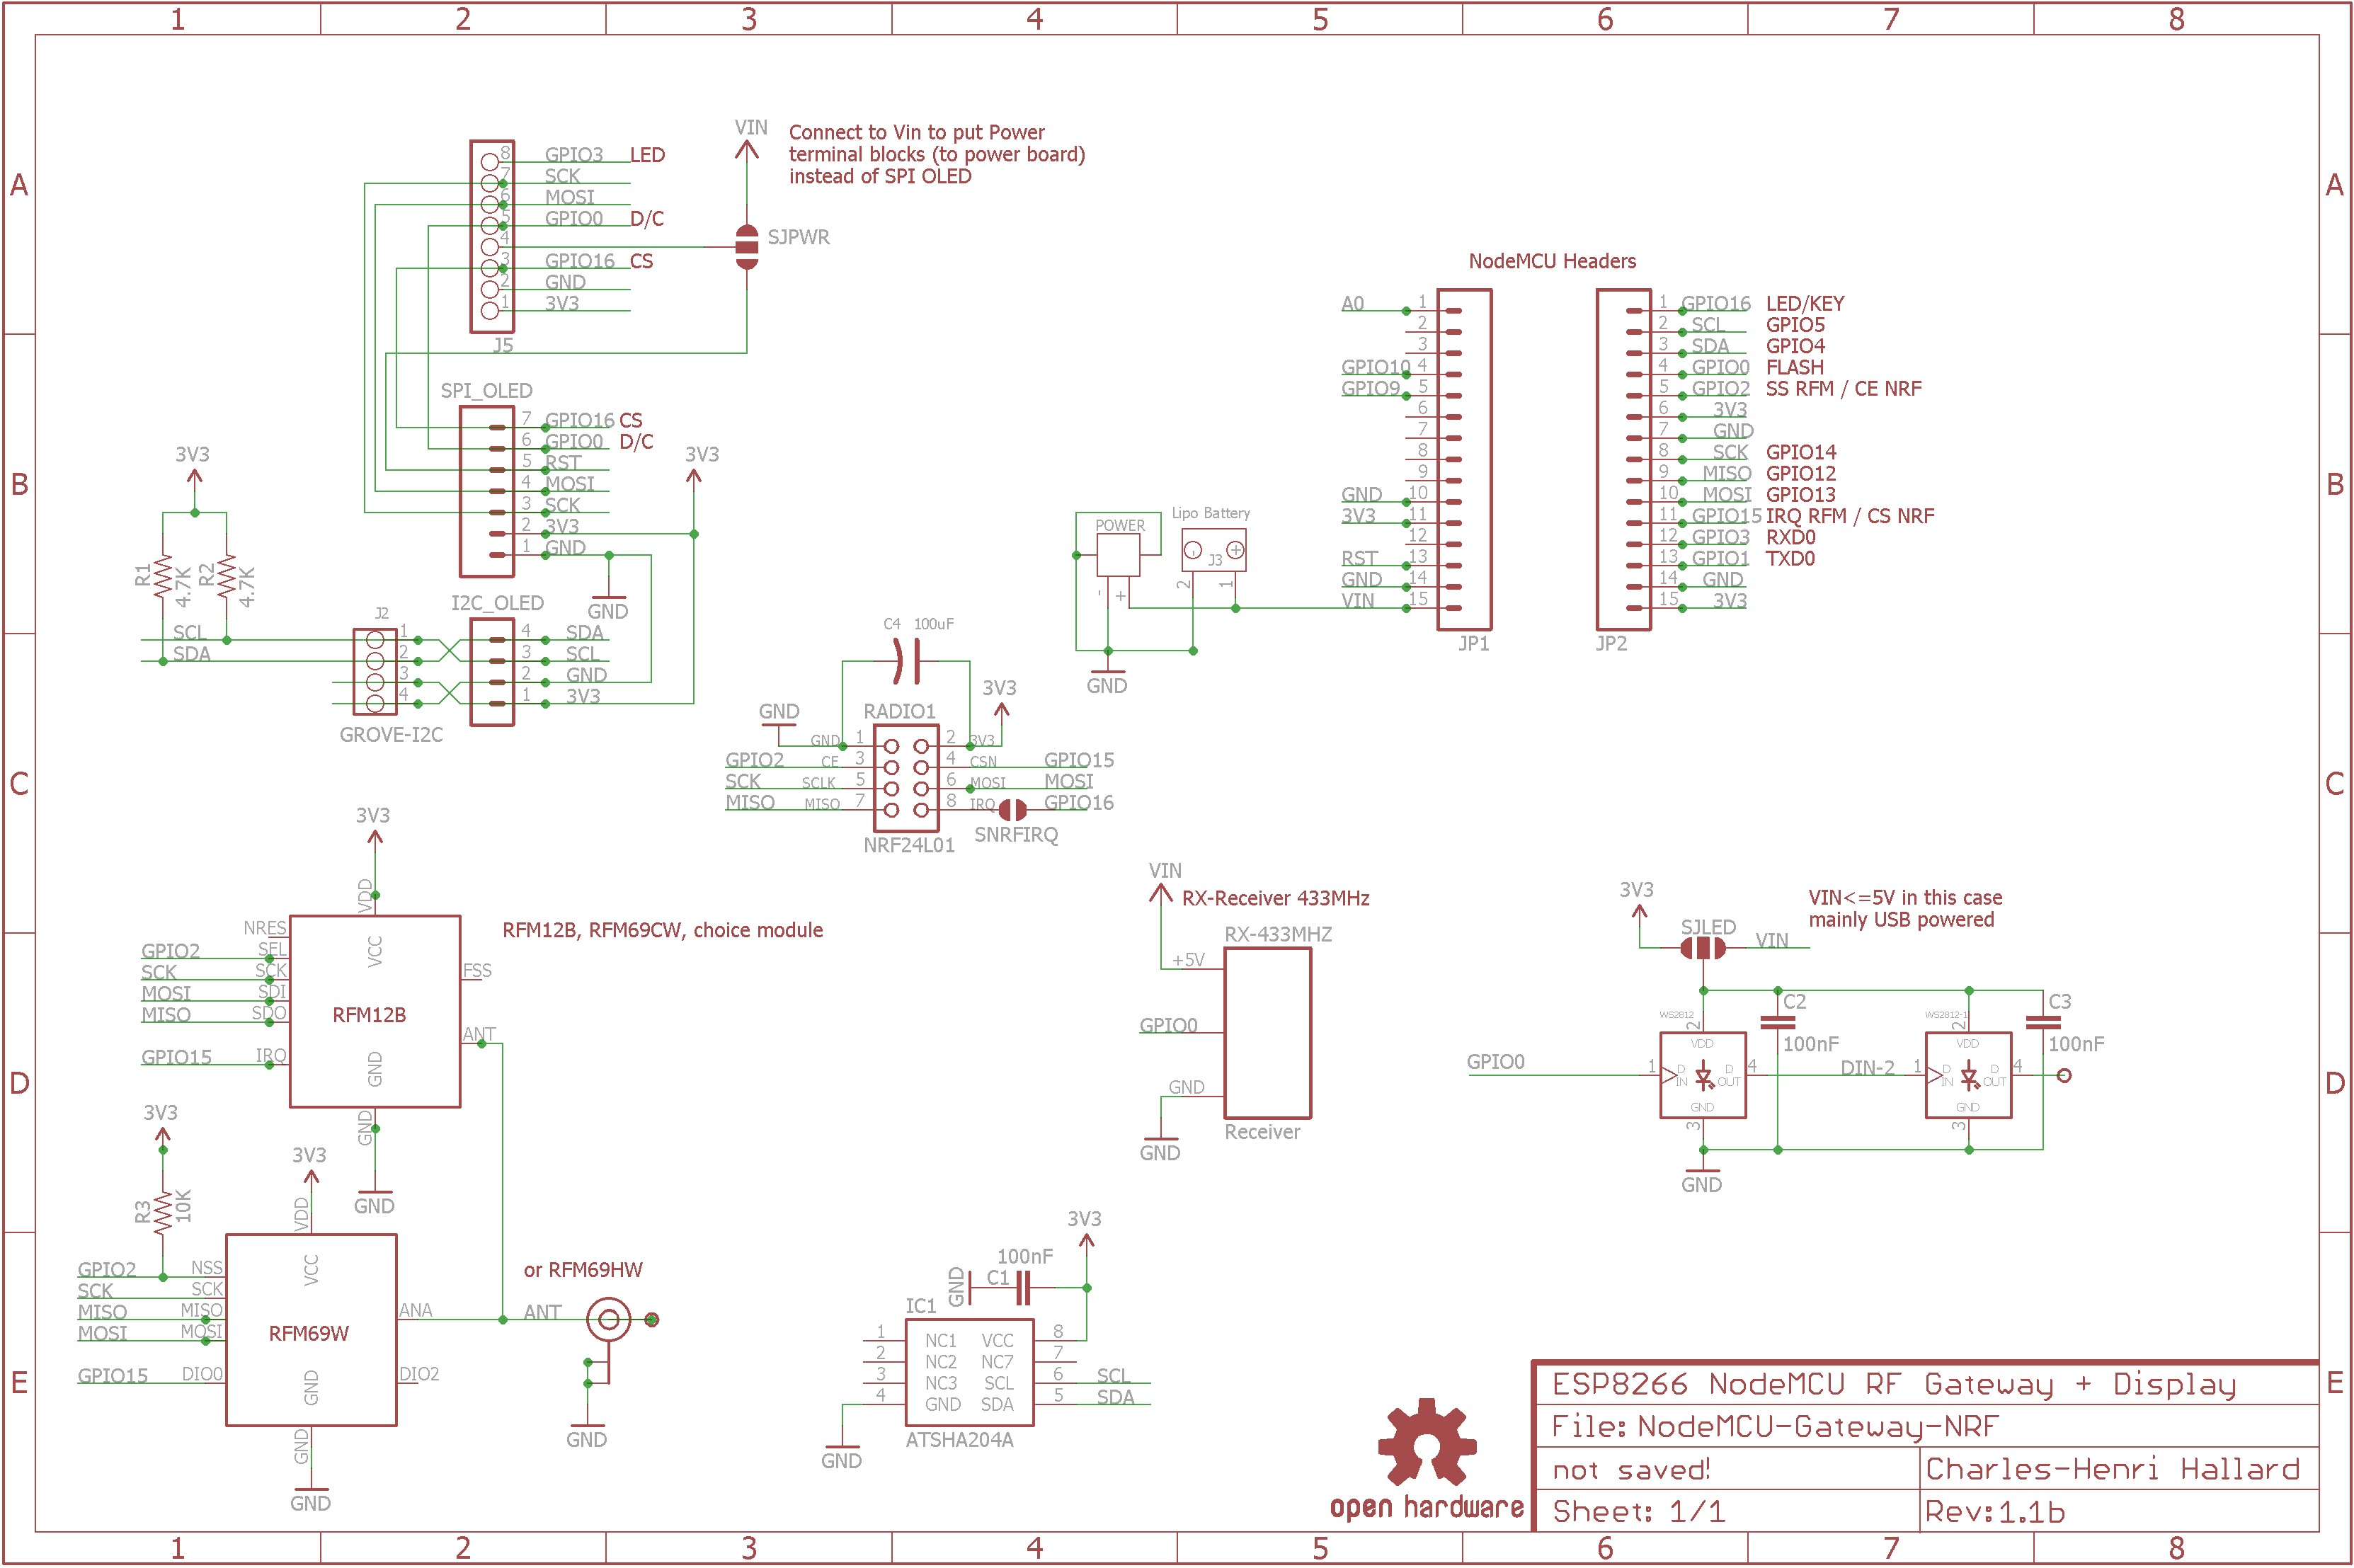 1 2 3 4 5 6 7 8
A
B
C
D
E
A
B
C
D
E
VIN
Connect to Vin to put Power
terminal blocks (to power board)
instead of SPI OLED
SJPWR
8 GPIO3 LED
7 SCK
6 MOSI
5 GPIO0 D/C
4
3 GPIO16 CS
2 GND
1 3V3
J5
SPI_OLED
7 GPIO16 CS
6 GPIO0 D/C
5 RST
4 MOSI
3 SCK
2 3V3
1 GND
3V3
GND
3V3
R1
4.7K
R2
4.7K
SCL
SDA
J2
1
2
3
4
GROVE-I2C
I2C_OLED
4 SDA
3 SCL
2 GND
1 3V3
NodeMCU Headers
A0 1
2
3
GPIO10 4
GPIO9 5
6
7
8
9
GND 10
3V3 11
12
RST 13
GND 14
VIN 15
JP1
1 GPIO16 LED/KEY
2 SCL GPIO5
3 SDA GPIO4
4 GPIO0 FLASH
5 GPIO2 SS RFM / CE NRF
6 3V3
7 GND
8 SCK GPIO14
9 MISO GPIO12
10 MOSI GPIO13
11 GPIO15 IRQ RFM / CS NRF
12 GPIO3 RXD0
13 GPIO1 TXD0
14 GND
15 3V3
JP2
POWER
- +
GND
Lipo Battery
- +
J3
2 1
C4 100uF
GND
RADIO1
3V3
GND 1 2 3V3
GPIO2 CE 3 4 CSN GPIO15
SCK SCLK 5 6 MOSI MOSI
MISO MISO 7 8 IRQ GPIO16
NRF24L01
SNRFIRQ
3V3
VDD
RFM12B, RFM69CW, choice module
NRES
GPIO2 SEL
SCK SCK
MOSI SDI
MISO SDO
GPIO15 IRQ
VCC
RFM12B
GND
FSS
ANT
GND
GND
VIN
RX-Receiver 433MHz
RX-433MHZ
+5V
GPIO0
GND
Receiver
GND
3V3
SJLED
VIN
VIN<=5V in this case
mainly USB powered
WS2812
2
VDD
GPIO0 1 D IN D OUT 4
GND
3
GND
C2
100nF
DIN-2
WS2812-1
2
VDD
1 D IN D OUT 4
GND
3
C3
100nF
3V3
R3
10K
3V3
VDD
GPIO2 NSS
SCK SCK
MISO MISO
MOSI MOSI
GPIO15 DIO0
VCC
RFM69W
GND
ANA
DIO2
GND
GND
or RFM69HW
ANT
GND
3V3
100nF
C1
GND
IC1
1 NC1 VCC 8
2 NC2 NC7 7
3 NC3 SCL 6 SCL
4 GND SDA 5 SDA
ATSHA204A
GND
open hardware
ESP8266 NodeMCU RF Gateway + Display
File: NodeMCU-Gateway-NRF
not saved! Charles-Henri Hallard
Sheet: 1/1 Rev:1.1b
1 2 3 4 5 6 7 8